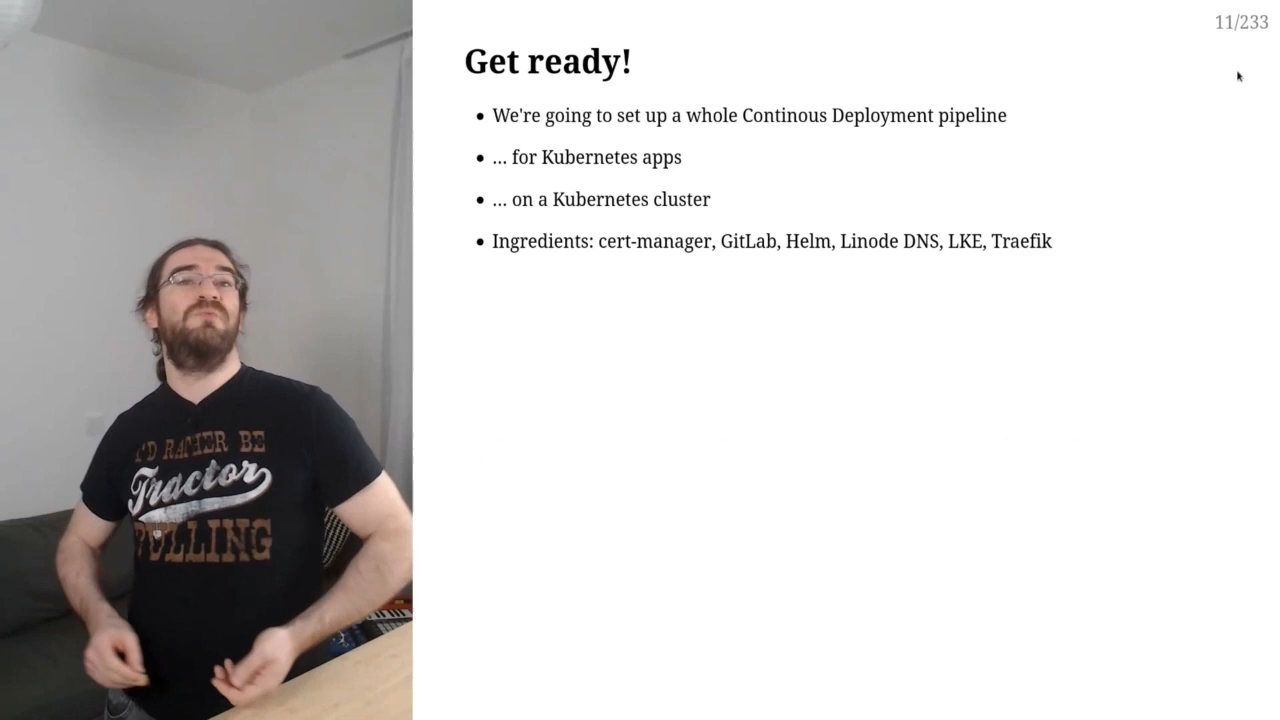 11/233
Get ready!
• We're going to set up a whole Continous Deployment pipeline
• ... for Kubernetes apps
• ... on a Kubernetes cluster
• Ingredients: cert-manager, GitLab, Helm, Linode DNS, LKE, Traefik
I'D RATHER BE
Tractor
PULLING